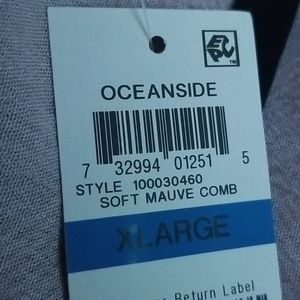 OCEANSIDE
7 32994 01251 5
STYLE 100030460
SOFT MAUVE COMB
XLARGE
Return Label